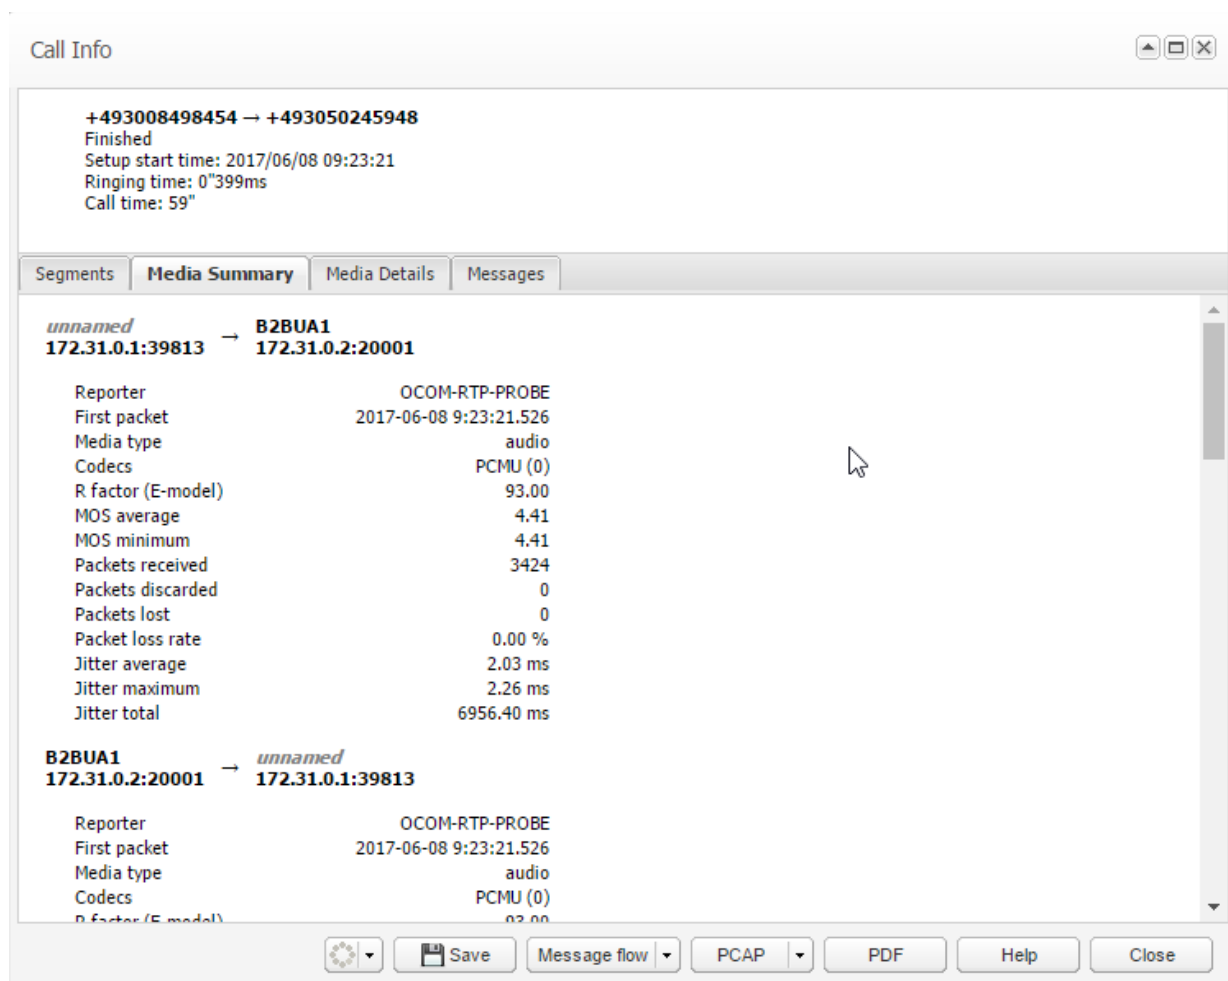 Call Info
+493008498454 → +493050245948
Finished
Setup start time: 2017/06/08 09:23:21
Ringing time: 0"399ms
Call time: 59"
Segments Media Summary Media Details Messages
unnamed → B2BUA1
172.31.0.1:39813 172.31.0.2:20001
Reporter OCOM-RTP-PROBE
First packet 2017-06-08 9:23:21.526
Media type audio
Codecs PCMU (0)
R factor (E-model) 93.00
MOS average 4.41
MOS minimum 4.41
Packets received 3424
Packets discarded 0
Packets lost 0
Packet loss rate 0.00 %
Jitter average 2.03 ms
Jitter maximum 2.26 ms
Jitter total 6956.40 ms
B2BUA1 → unnamed
172.31.0.2:20001 172.31.0.1:39813
Reporter OCOM-RTP-PROBE
First packet 2017-06-08 9:23:21.526
Media type audio
Codecs PCMU (0)
R factor (E-model) 93.00
Save Message flow PCAP PDF Help Close